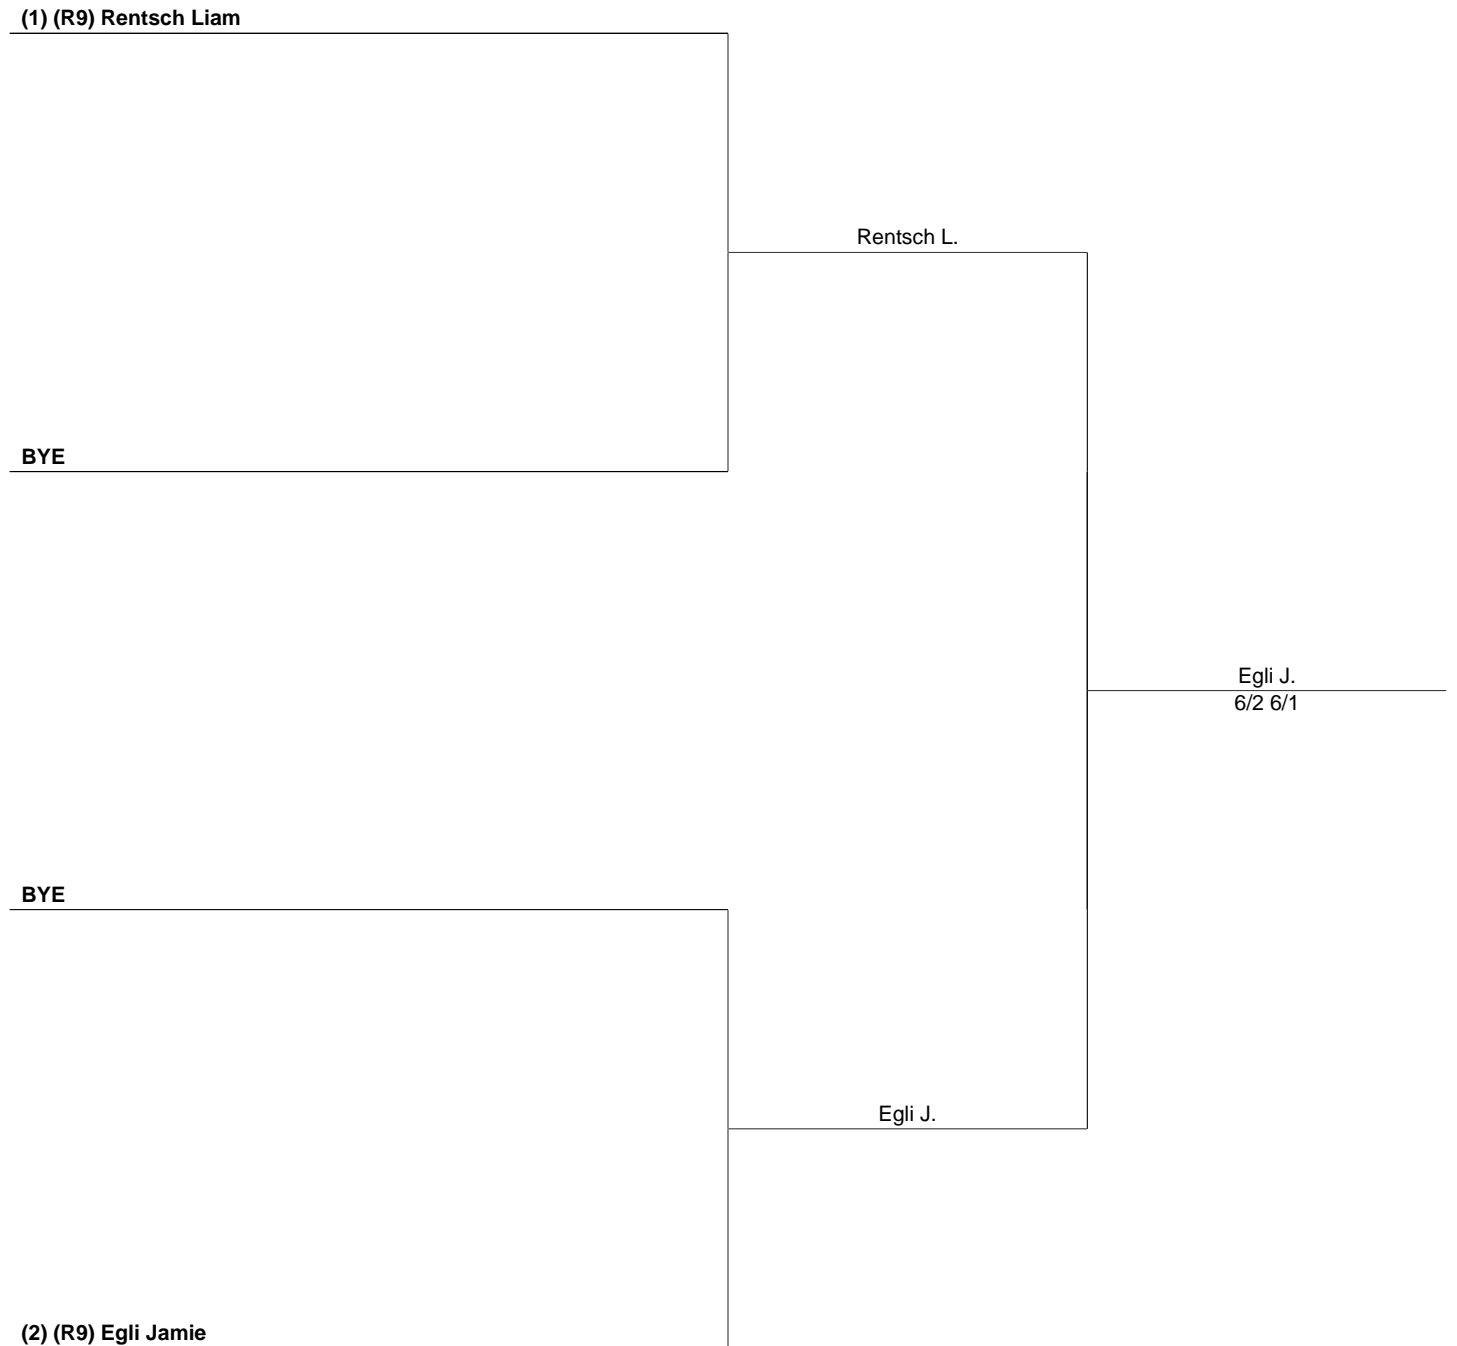 (1) (R9) Rentsch Liam
Rentsch L.
BYE
Egli J.
6/2 6/1
BYE
Egli J.
(2) (R9) Egli Jamie